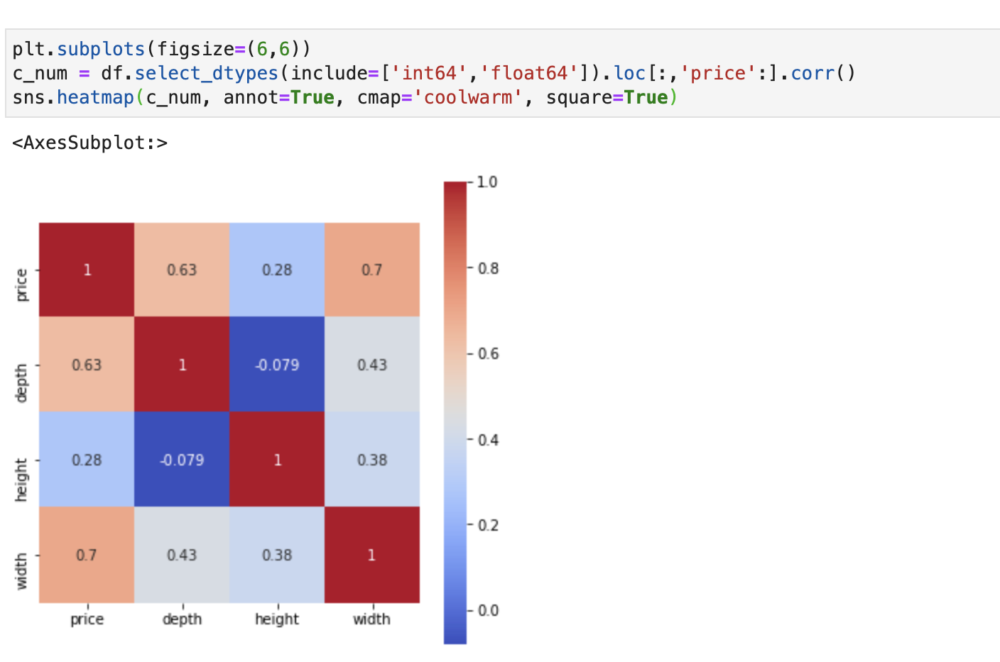 plt.subplots(figsize=(6,6))
c_num = df.select_dtypes(include=['int64','float64']).loc[:,'price':].corr()
sns.heatmap(c_num, annot=True, cmap='coolwarm', square=True)
<AxesSubplot:>
price 1 0.63 0.28 0.7
depth 0.63 1 -0.079 0.43
height 0.28 -0.079 1 0.38
width 0.7 0.43 0.38 1
price depth height width
1.0
0.8
0.6
0.4
0.2
0.0